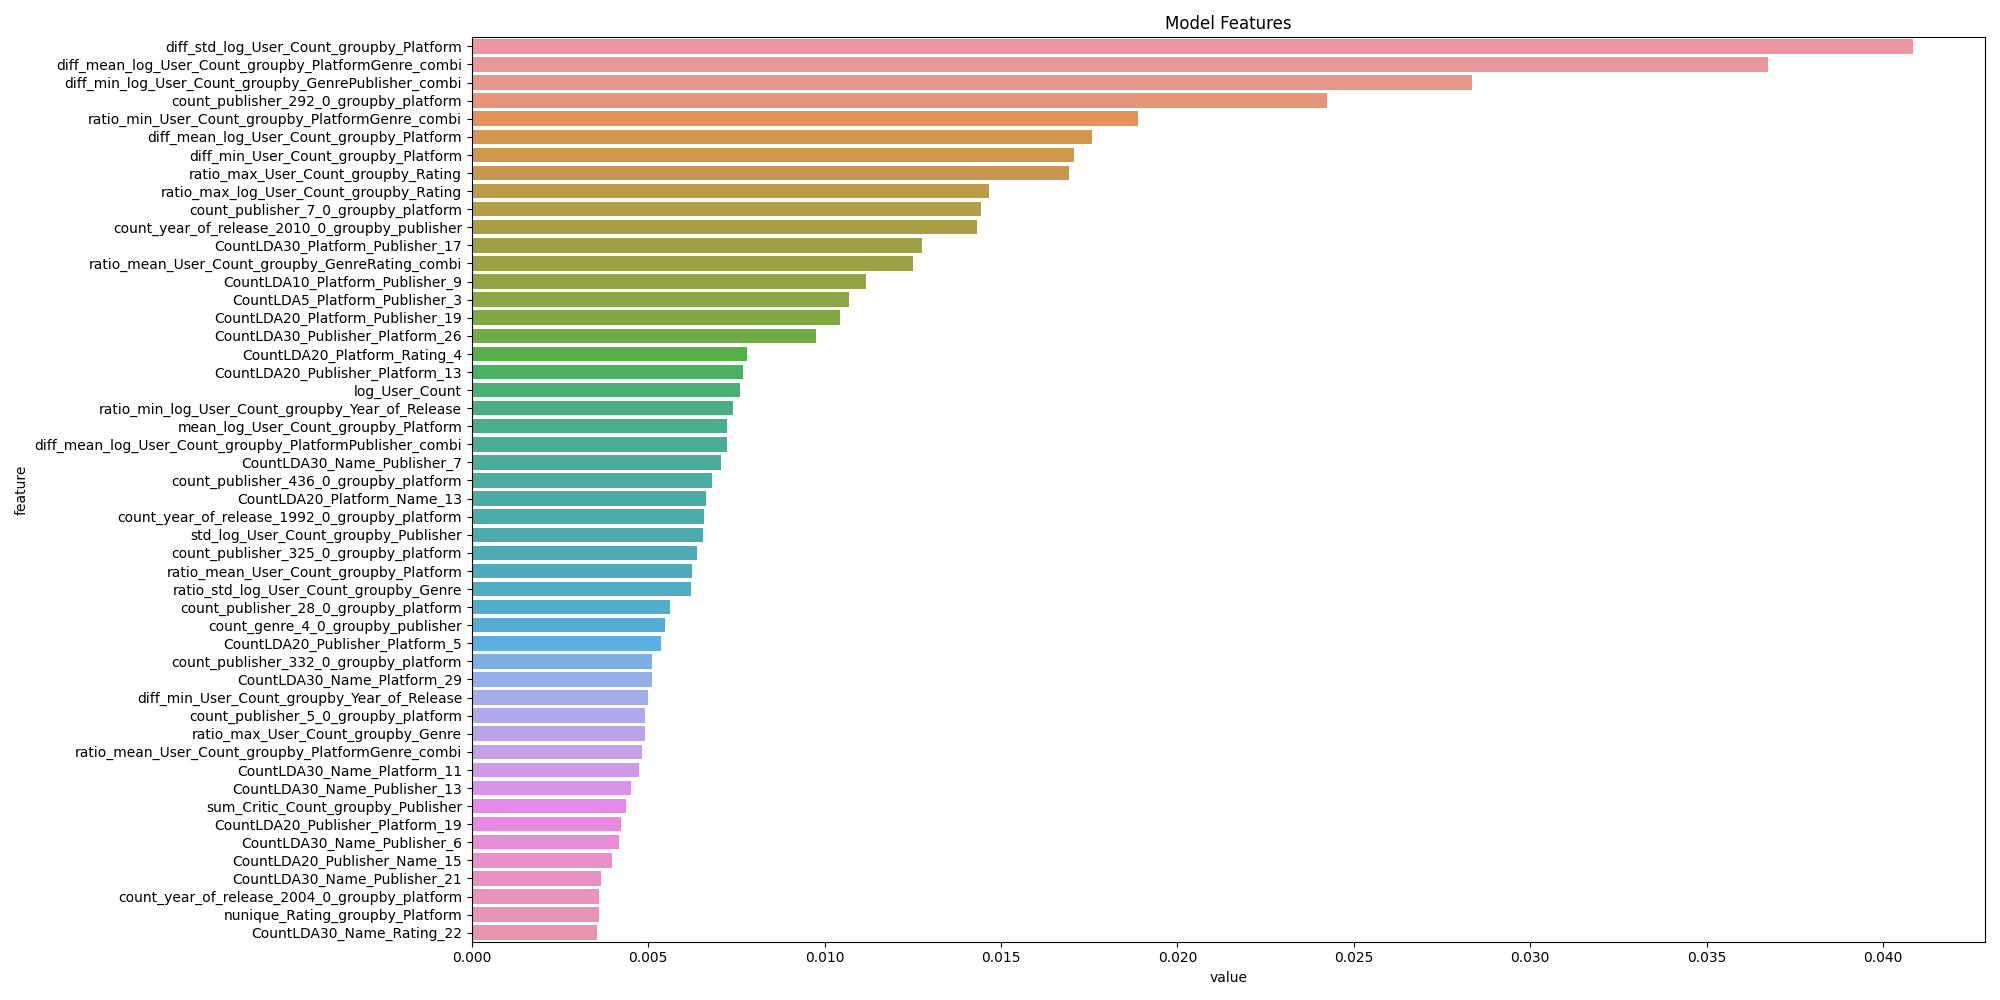 Model Features
diff_std_log_User_Count_groupby_Platform
diff_mean_log_User_Count_groupby_PlatformGenre_combi
diff_min_log_User_Count_groupby_GenrePublisher_combi
count_publisher_292_0_groupby_platform
ratio_min_User_Count_groupby_PlatformGenre_combi
diff_mean_log_User_Count_groupby_Platform
diff_min_User_Count_groupby_Platform
ratio_max_User_Count_groupby_Rating
ratio_max_log_User_Count_groupby_Rating
count_publisher_7_0_groupby_platform
count_year_of_release_2010_0_groupby_publisher
CountLDA30_Platform_Publisher_17
ratio_mean_User_Count_groupby_GenreRating_combi
CountLDA10_Platform_Publisher_9
CountLDA5_Platform_Publisher_3
CountLDA20_Platform_Publisher_19
CountLDA30_Publisher_Platform_26
CountLDA20_Platform_Rating_4
CountLDA20_Publisher_Platform_13
log_User_Count
ratio_min_log_User_Count_groupby_Year_of_Release
mean_log_User_Count_groupby_Platform
diff_mean_log_User_Count_groupby_PlatformPublisher_combi
CountLDA30_Name_Publisher_7
count_publisher_436_0_groupby_platform
CountLDA20_Platform_Name_13
count_year_of_release_1992_0_groupby_platform
std_log_User_Count_groupby_Publisher
count_publisher_325_0_groupby_platform
ratio_mean_User_Count_groupby_Platform
ratio_std_log_User_Count_groupby_Genre
count_publisher_28_0_groupby_platform
count_genre_4_0_groupby_publisher
CountLDA20_Publisher_Platform_5
count_publisher_332_0_groupby_platform
CountLDA30_Name_Platform_29
diff_min_User_Count_groupby_Year_of_Release
count_publisher_5_0_groupby_platform
ratio_max_User_Count_groupby_Genre
ratio_mean_User_Count_groupby_PlatformGenre_combi
CountLDA30_Name_Platform_11
CountLDA30_Name_Publisher_13
sum_Critic_Count_groupby_Publisher
CountLDA20_Publisher_Platform_19
CountLDA30_Name_Publisher_6
CountLDA20_Publisher_Name_15
CountLDA30_Name_Publisher_21
count_year_of_release_2004_0_groupby_platform
nunique_Rating_groupby_Platform
CountLDA30_Name_Rating_22
feature
0.000 0.005 0.010 0.015 0.020 0.025 0.030 0.035 0.040
value